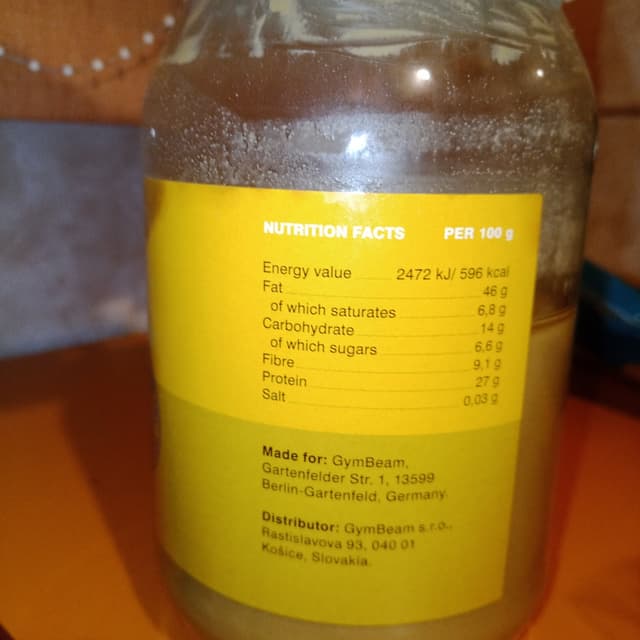 NUTRITION FACTS PER 100 g
Energy value 2472 kJ/ 596 kcal
Fat 46 g
of which saturates 6,8 g
Carbohydrate 14 g
of which sugars 6,6 g
Fibre 9,1 g
Protein 27 g
Salt 0,03 g
Made for: GymBeam,
Gartenfelder Str. 1, 13599
Berlin-Gartenfeld, Germany.
Distributor: GymBeam s.r.o.,
Rastislavova 93, 040 01
Košice, Slovakia.